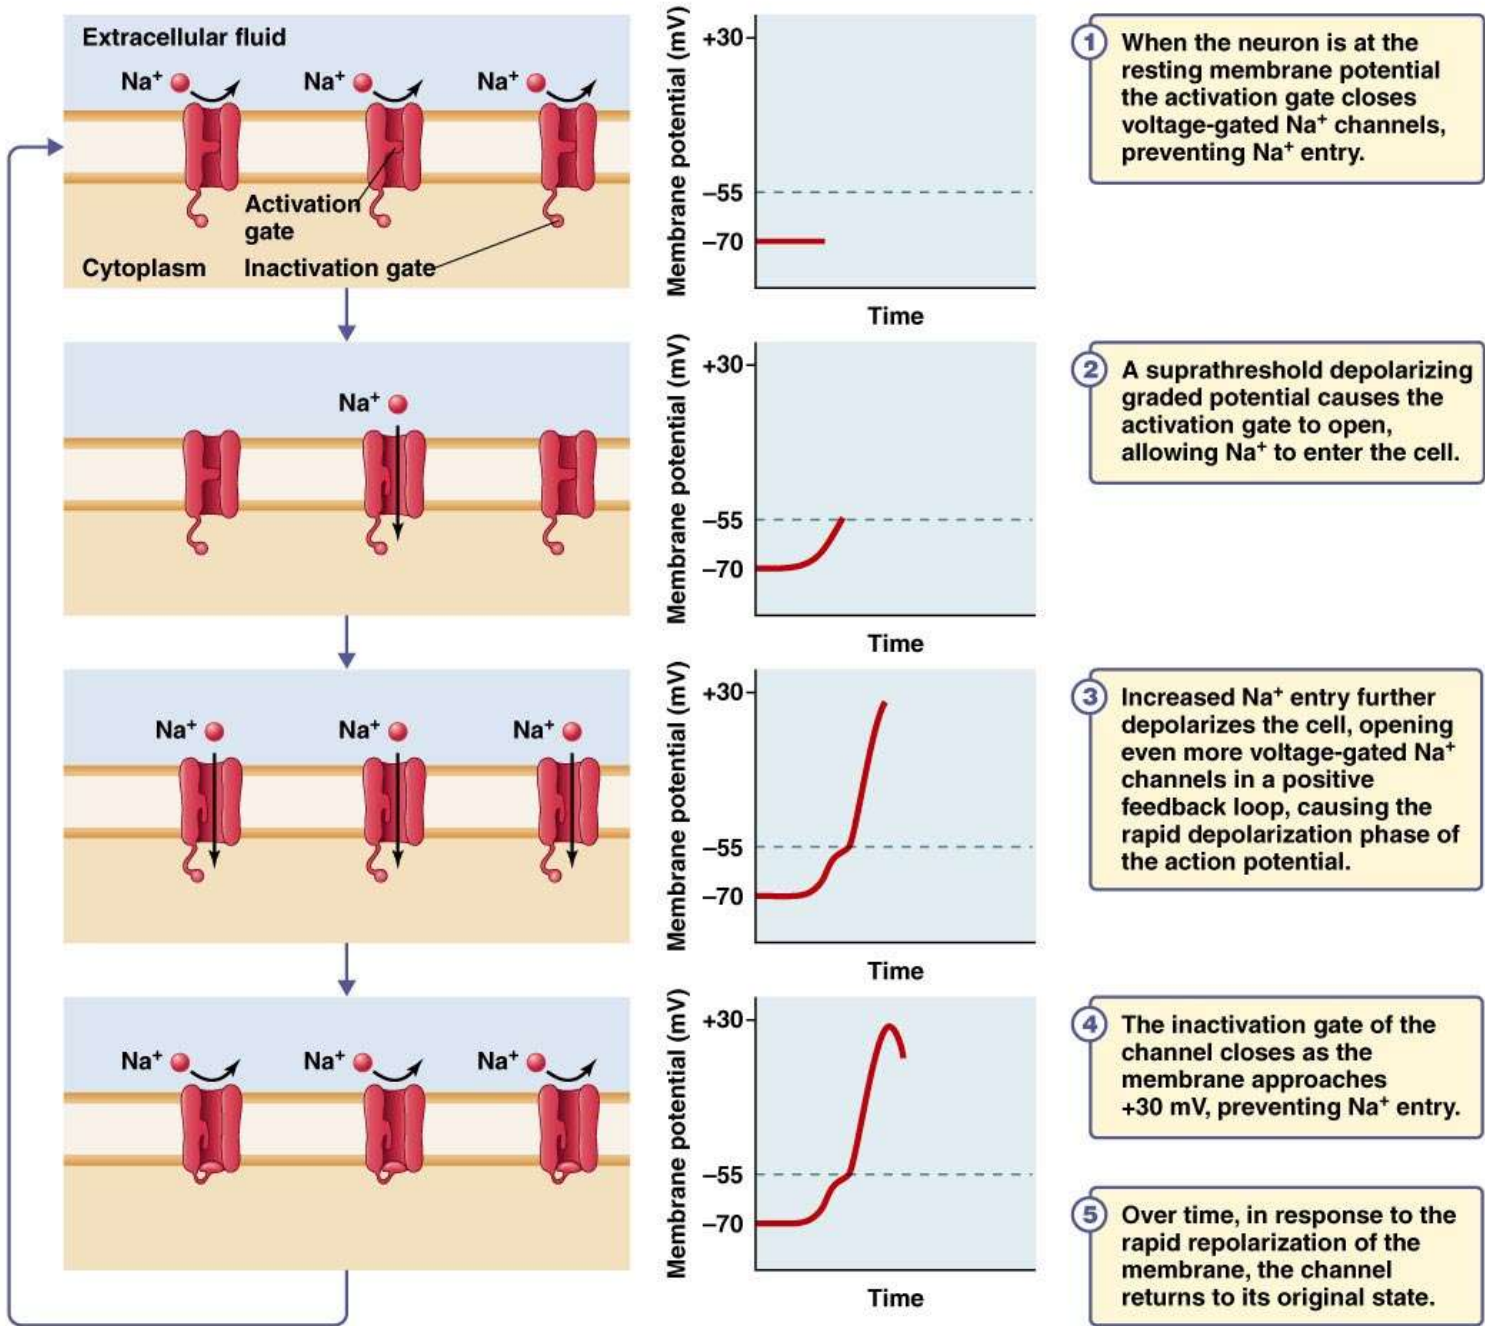 Extracellular fluid
Na⁺
Na⁺
Na⁺
Activation
gate
Cytoplasm
Inactivation gate
Membrane potential (mV)
+30
–55
–70
Time
1
When the neuron is at the
resting membrane potential
the activation gate closes
voltage-gated Na⁺ channels,
preventing Na⁺ entry.
Na⁺
Membrane potential (mV)
+30
–55
–70
Time
2
A suprathreshold depolarizing
graded potential causes the
activation gate to open,
allowing Na⁺ to enter the cell.
Na⁺
Na⁺
Na⁺
Membrane potential (mV)
+30
–55
–70
Time
3
Increased Na⁺ entry further
depolarizes the cell, opening
even more voltage-gated Na⁺
channels in a positive
feedback loop, causing the
rapid depolarization phase of
the action potential.
Na⁺
Na⁺
Na⁺
Membrane potential (mV)
+30
–55
–70
Time
4
The inactivation gate of the
channel closes as the
membrane approaches
+30 mV, preventing Na⁺ entry.
5
Over time, in response to the
rapid repolarization of the
membrane, the channel
returns to its original state.